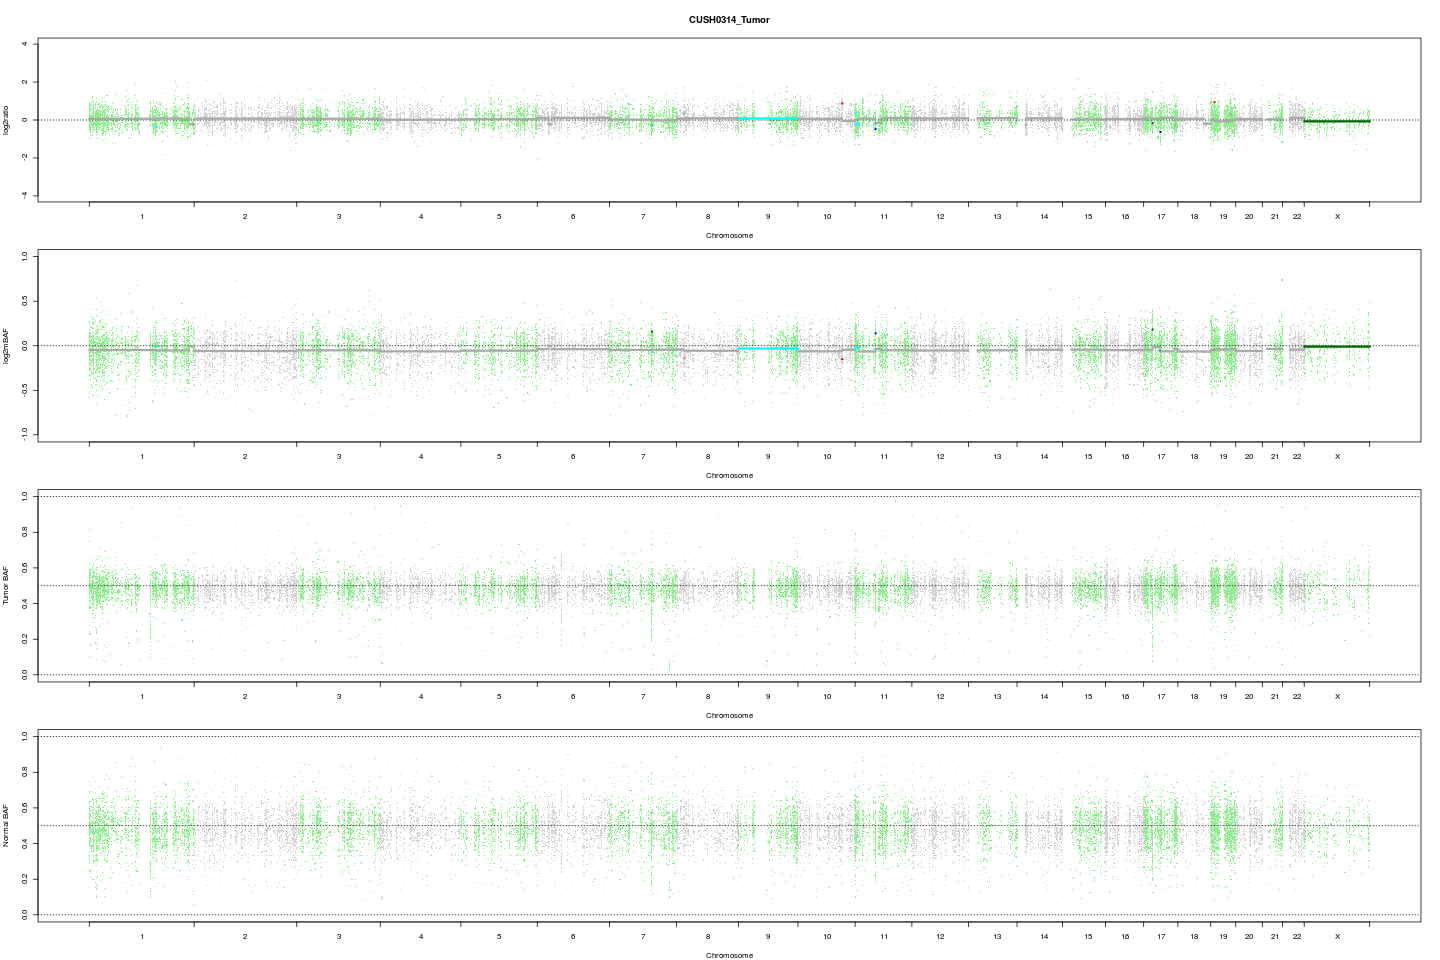 CUSH0314_Tumor
log2ratio
4
2
0
-2
-4
1 2 3 4 5 6 7 8 9 10 11 12 13 14 15 16 17 18 19 20 21 22 X
Chromosome
log2mBAF
1.0
0.5
0.0
-0.5
-1.0
1 2 3 4 5 6 7 8 9 10 11 12 13 14 15 16 17 18 19 20 21 22 X
Chromosome
Tumor BAF
1.0
0.8
0.6
0.4
0.2
0.0
1 2 3 4 5 6 7 8 9 10 11 12 13 14 15 16 17 18 19 20 21 22 X
Chromosome
Normal BAF
1.0
0.8
0.6
0.4
0.2
0.0
1 2 3 4 5 6 7 8 9 10 11 12 13 14 15 16 17 18 19 20 21 22 X
Chromosome